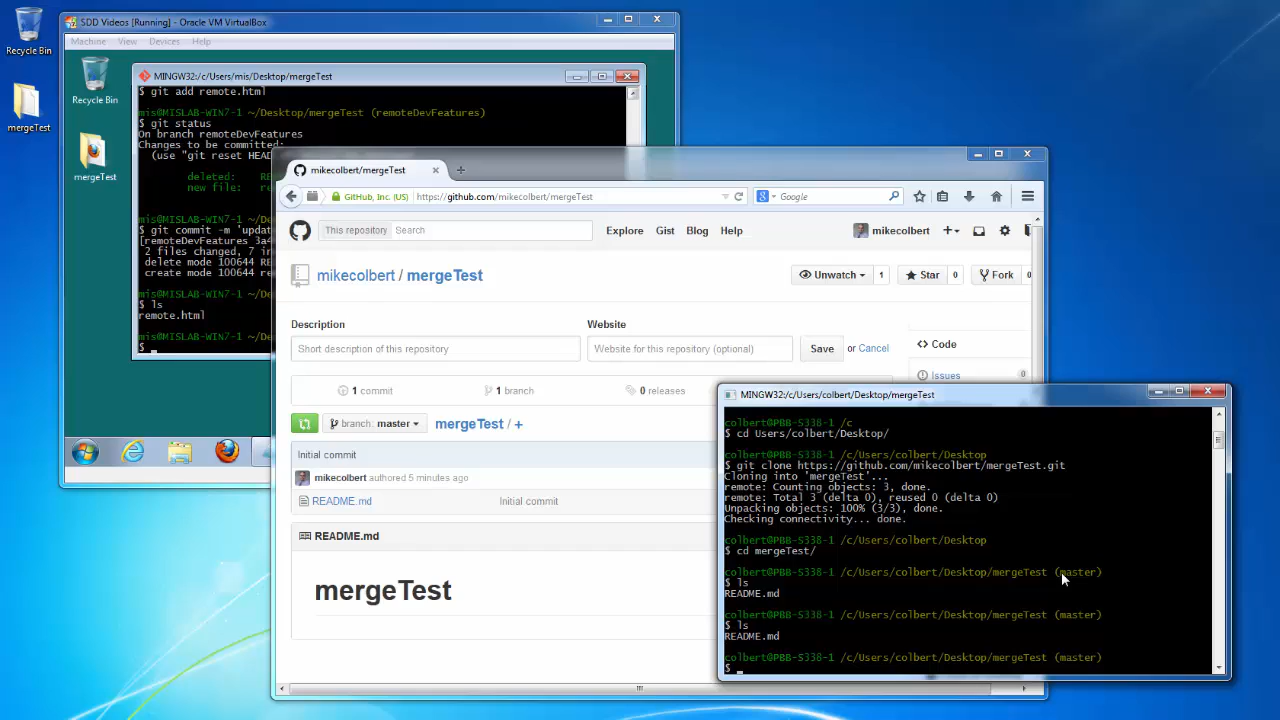 Recycle Bin
mergeTest
SDD Videos [Running] - Oracle VM VirtualBox
Machine View Devices Help
Recycle Bin
mergeTest
MINGW32:/c/Users/mis/Desktop/mergeTest
$ git add remote.html
mis@MISLAB-WIN7-1 ~/Desktop/mergeTest (remoteDevFeatures)
$ git status
On branch remoteDevFeatures
Changes to be committed:
(use "git reset HEAD
deleted: RE
new file: re
mis@MISLAB-WIN7-1 ~/De
$ git commit -m 'updat
[remoteDevFeatures 3a4
2 files changed, 7 in
delete mode 100644 RE
create mode 100644 re
mis@MISLAB-WIN7-1 ~/De
$ ls
remote.html
mis@MISLAB-WIN7-1 ~/De
$
mikecolbert/mergeTest
GitHub, Inc. (US) https://github.com/mikecolbert/mergeTest
Google
This repository Search
Explore Gist Blog Help
mikecolbert
mikecolbert / mergeTest
Unwatch 1 Star 0 Fork 0
Description
Website
Short description of this repository
Website for this repository (optional)
Save or Cancel
Code
Issues 0
1 commit
1 branch
0 releases
branch: master
mergeTest / +
Initial commit
mikecolbert authored 5 minutes ago
README.md Initial commit
README.md
mergeTest
MINGW32:/c/Users/colbert/Desktop/mergeTest
colbert@PBB-S338-1 /c
$ cd Users/colbert/Desktop/
colbert@PBB-S338-1 /c/Users/colbert/Desktop
$ git clone https://github.com/mikecolbert/mergeTest.git
Cloning into 'mergeTest'...
remote: Counting objects: 3, done.
remote: Total 3 (delta 0), reused 0 (delta 0)
Unpacking objects: 100% (3/3), done.
Checking connectivity... done.
colbert@PBB-S338-1 /c/Users/colbert/Desktop
$ cd mergeTest/
colbert@PBB-S338-1 /c/Users/colbert/Desktop/mergeTest (master)
$ ls
README.md
colbert@PBB-S338-1 /c/Users/colbert/Desktop/mergeTest (master)
$ ls
README.md
colbert@PBB-S338-1 /c/Users/colbert/Desktop/mergeTest (master)
$